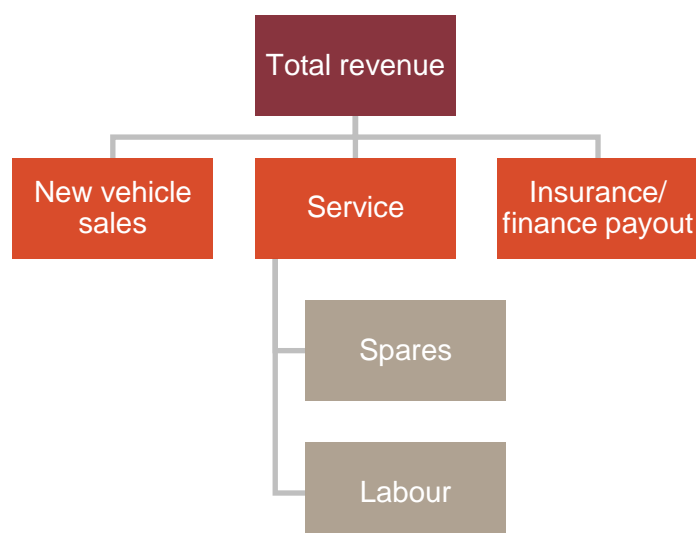 Total revenue
New vehicle
sales
Service
Insurance/
finance payout
Spares
Labour